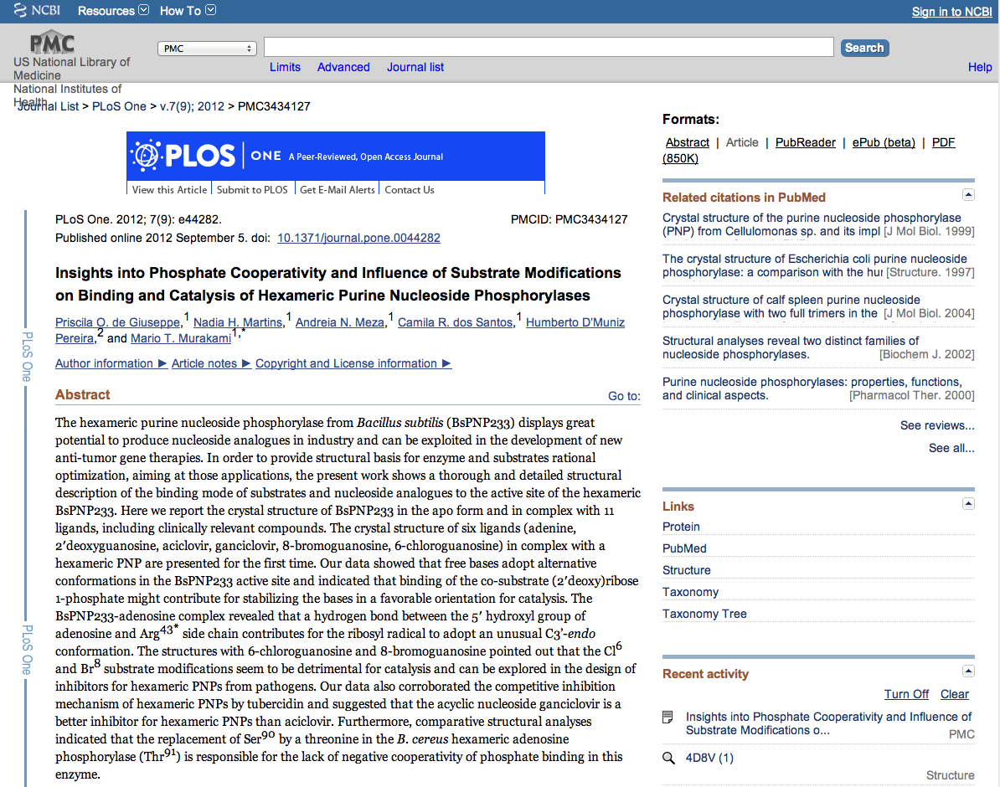 NCBI Resources How To Sign in to NCBI
PMC
US National Library of
Medicine
National Institutes of
Health
PMC
Search
Limits Advanced Journal list
Help
Journal List > PLoS One > v.7(9); 2012 > PMC3434127
PLOS ONE A Peer-Reviewed, Open Access Journal
View this Article Submit to PLOS Get E-Mail Alerts Contact Us
PLoS One. 2012; 7(9): e44282. PMCID: PMC3434127
Published online 2012 September 5. doi: 10.1371/journal.pone.0044282
Insights into Phosphate Cooperativity and Influence of Substrate Modifications
on Binding and Catalysis of Hexameric Purine Nucleoside Phosphorylases
Priscila O. de Giuseppe,1 Nadia H. Martins,1 Andreia N. Meza,1 Camila R. dos Santos,1 Humberto D'Muniz
Pereira,2 and Mario T. Murakami1,*
Author information ► Article notes ► Copyright and License information ►
Abstract
Go to:
The hexameric purine nucleoside phosphorylase from Bacillus subtilis (BsPNP233) displays great
potential to produce nucleoside analogues in industry and can be exploited in the development of new
anti-tumor gene therapies. In order to provide structural basis for enzyme and substrates rational
optimization, aiming at those applications, the present work shows a thorough and detailed structural
description of the binding mode of substrates and nucleoside analogues to the active site of the hexameric
BsPNP233. Here we report the crystal structure of BsPNP233 in the apo form and in complex with 11
ligands, including clinically relevant compounds. The crystal structure of six ligands (adenine,
2′deoxyguanosine, aciclovir, ganciclovir, 8-bromoguanosine, 6-chloroguanosine) in complex with a
hexameric PNP are presented for the first time. Our data showed that free bases adopt alternative
conformations in the BsPNP233 active site and indicated that binding of the co-substrate (2′deoxy)ribose
1-phosphate might contribute for stabilizing the bases in a favorable orientation for catalysis. The
BsPNP233-adenosine complex revealed that a hydrogen bond between the 5′ hydroxyl group of
adenosine and Arg43* side chain contributes for the ribosyl radical to adopt an unusual C3’-endo
conformation. The structures with 6-chloroguanosine and 8-bromoguanosine pointed out that the Cl6
and Br8 substrate modifications seem to be detrimental for catalysis and can be explored in the design of
inhibitors for hexameric PNPs from pathogens. Our data also corroborated the competitive inhibition
mechanism of hexameric PNPs by tubercidin and suggested that the acyclic nucleoside ganciclovir is a
better inhibitor for hexameric PNPs than aciclovir. Furthermore, comparative structural analyses
indicated that the replacement of Ser90 by a threonine in the B. cereus hexameric adenosine
phosphorylase (Thr91) is responsible for the lack of negative cooperativity of phosphate binding in this
enzyme.
PLoS One
PLoS One
Formats:
Abstract | Article | PubReader | ePub (beta) | PDF
(850K)
Related citations in PubMed
Crystal structure of the purine nucleoside phosphorylase
(PNP) from Cellulomonas sp. and its impl [J Mol Biol. 1999]
The crystal structure of Escherichia coli purine nucleoside
phosphorylase: a comparison with the hur [Structure. 1997]
Crystal structure of calf spleen purine nucleoside
phosphorylase with two full trimers in the [J Mol Biol. 2004]
Structural analyses reveal two distinct families of
nucleoside phosphorylases. [Biochem J. 2002]
Purine nucleoside phosphorylases: properties, functions,
and clinical aspects. [Pharmacol Ther. 2000]
See reviews...
See all...
Links
Protein
PubMed
Structure
Taxonomy
Taxonomy Tree
Recent activity
Turn Off Clear
Insights into Phosphate Cooperativity and Influence of
Substrate Modifications o...
PMC
4D8V (1)
Structure